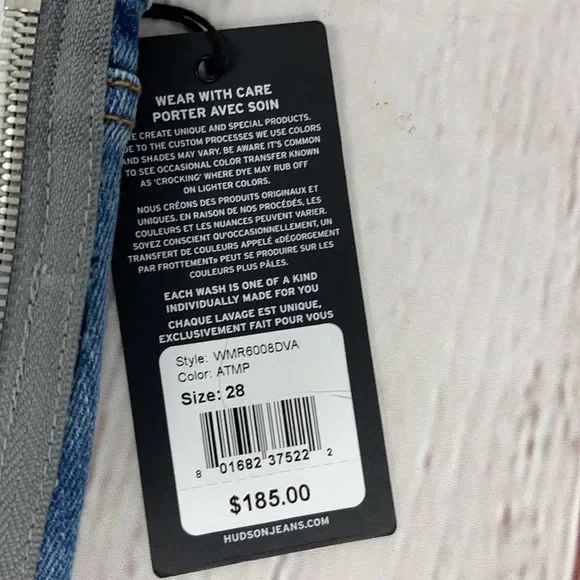 WEAR WITH CARE
PORTER AVEC SOIN
CREATE UNIQUE AND SPECIAL PRODUCTS.
TO THE CUSTOM PROCESSES WE USE COLORS
AND SHADES MAY VARY. BE AWARE IT'S COMMON
TO SEE OCCASIONAL COLOR TRANSFER KNOWN
AS 'CROCKING' WHERE DYE MAY RUB OFF
ON LIGHTER COLORS.
NOUS CRÉONS DES PRODUITS ORIGINAUX ET
UNIQUES. EN RAISON DE NOS PROCÉDÉS, LES
COULEURS ET LES NUANCES PEUVENT VARIER.
SOYEZ CONSCIENT QU'OCCASIONNELLEMENT, UN
TRANSFERT DE COULEURS APPELÉ «DÉGORGEMENT
PAR FROTTEMENT» PEUT SE PRODUIRE SUR LES
COULEURS PLUS PÂLES.
EACH WASH IS ONE OF A KIND
INDIVIDUALLY MADE FOR YOU
CHAQUE LAVAGE EST UNIQUE,
EXCLUSIVEMENT FAIT POUR VOUS
Style: WMR6008DVA
Color: ATMP
Size: 28
8 01682 37522 2
$185.00
HUDSONJEANS.COM